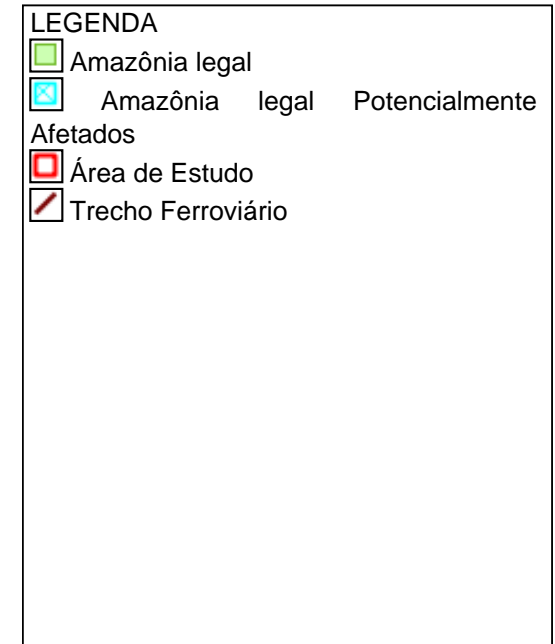 LEGENDA
Amazônia legal
Amazônia legal Potencialmente
Afetados
Área de Estudo
Trecho Ferroviário